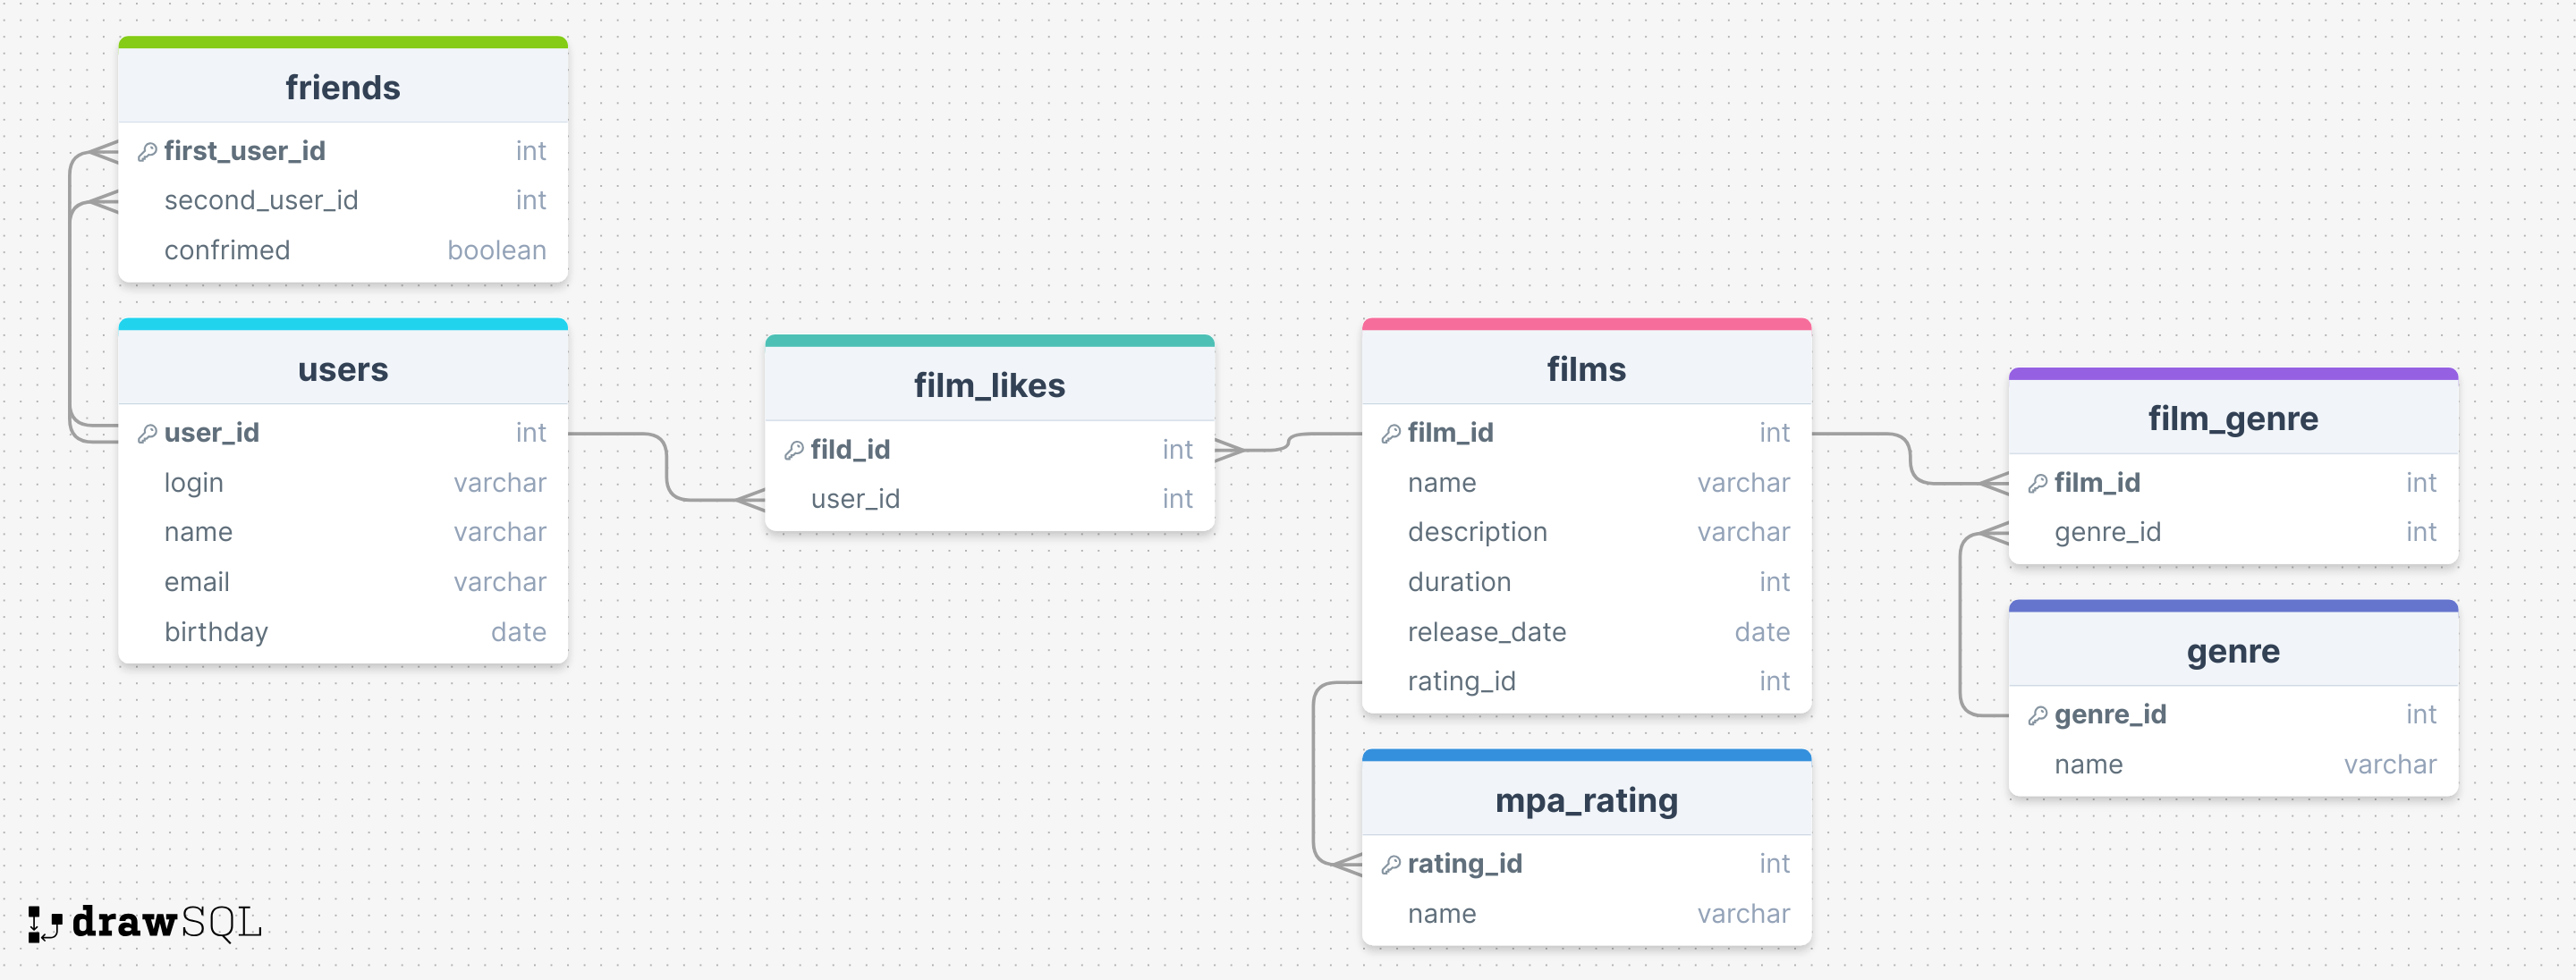 friends
first_user_id int
second_user_id int
confrimed boolean
users
user_id int
login varchar
name varchar
email varchar
birthday date
film_likes
fild_id int
user_id int
films
film_id int
name varchar
description varchar
duration int
release_date date
rating_id int
mpa_rating
rating_id int
name varchar
film_genre
film_id int
genre_id int
genre
genre_id int
name varchar
drawSQL